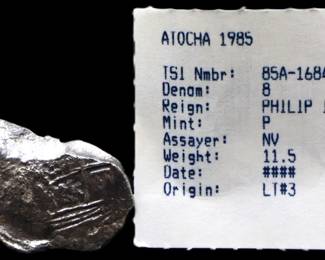 ATOCHA 1985
TSI Nmbr: 85A-168
Denom: 8
Reign: PHILIP
Mint: P
Assayer: NV
Weight: 11.5
Date: ####
Origin: LT#3